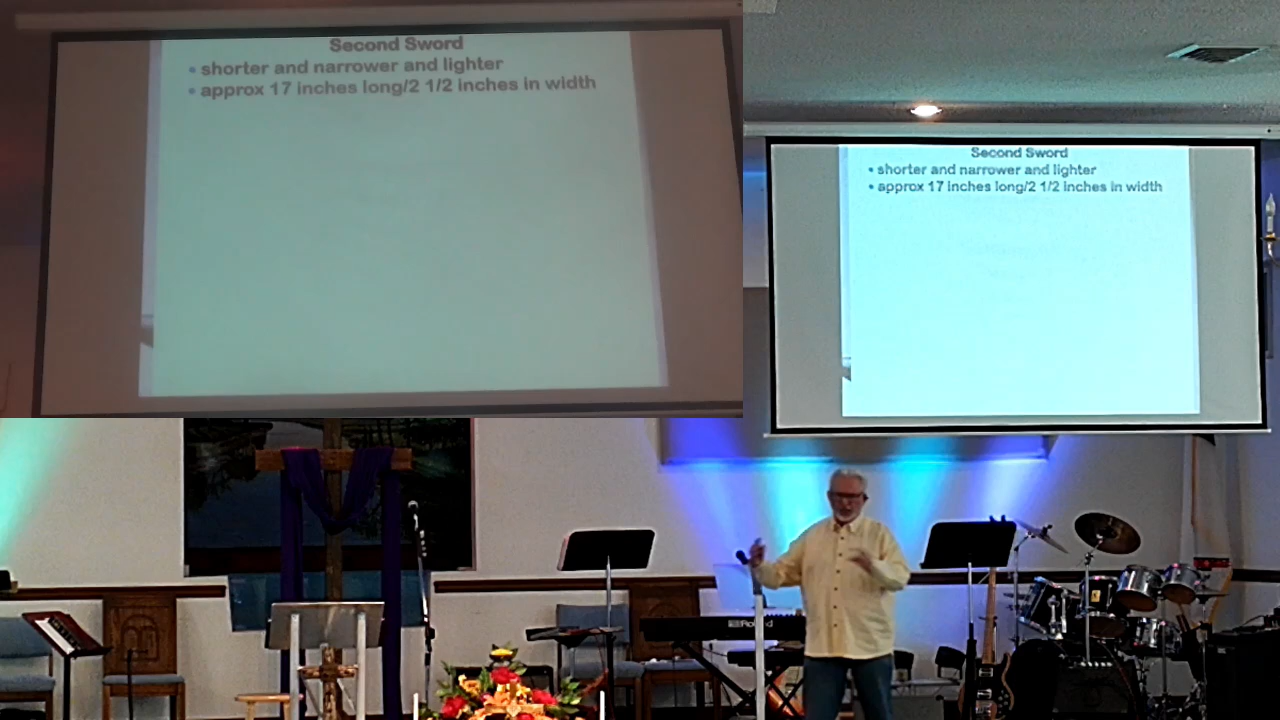 Second Sword
• shorter and narrower and lighter
• approx 17 inches long/2 1/2 inches in width
Second Sword
• shorter and narrower and lighter
• approx 17 inches long/2 1/2 inches in width
Roland